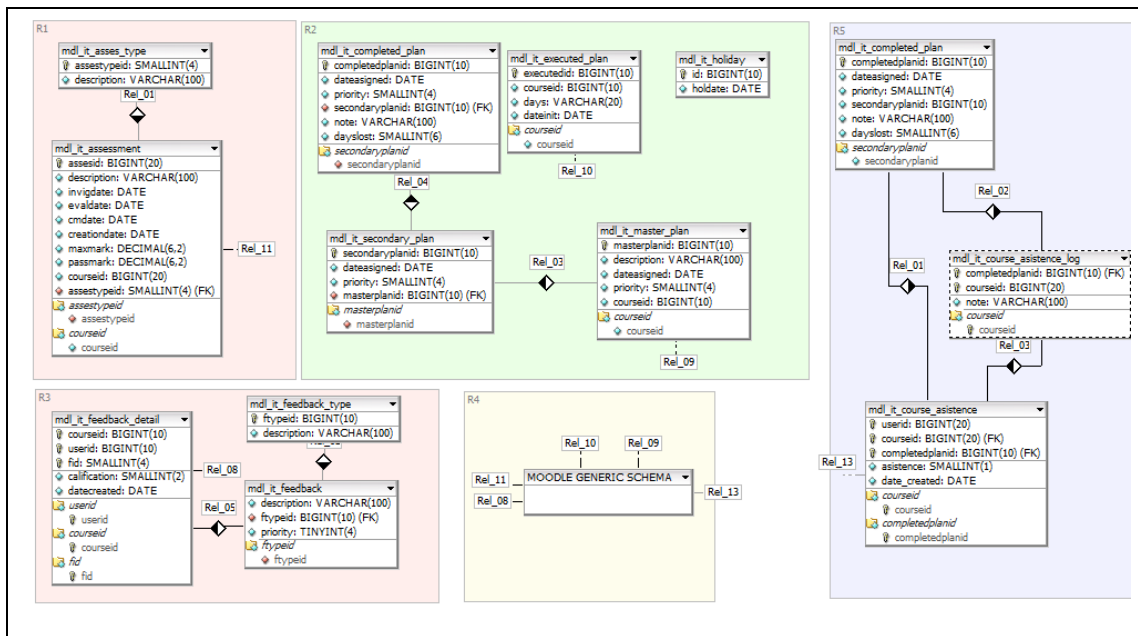 R1
mdl_it_asses_type
assestypeid: SMALLINT(4)
description: VARCHAR(100)
Rel_01
mdl_it_assessment
assesid: BIGINT(20)
description: VARCHAR(100)
invigdate: DATE
evaldate: DATE
cmdate: DATE
creationdate: DATE
maxmark: DECIMAL(6,2)
passmark: DECIMAL(6,2)
courseid: BIGINT(20)
assestypeid: SMALLINT(4) (FK)
assestypeid
assestypeid
courseid
courseid
Rel_11
R2
mdl_it_completed_plan
completedplanid: BIGINT(10)
dateasigned: DATE
priority: SMALLINT(4)
secondaryplanid: BIGINT(10) (FK)
note: VARCHAR(100)
dayslost: SMALLINT(6)
secondaryplanid
secondaryplanid
Rel_04
mdl_it_executed_plan
executedid: BIGINT(10)
courseid: BIGINT(10)
days: VARCHAR(20)
dateinit: DATE
courseid
courseid
Rel_10
mdl_it_holiday
id: BIGINT(10)
holdate: DATE
mdl_it_secondary_plan
secondaryplanid: BIGINT(10)
dateasigned: DATE
priority: SMALLINT(4)
masterplanid: BIGINT(10) (FK)
masterplanid
masterplanid
Rel_03
mdl_it_master_plan
masterplanid: BIGINT(10)
description: VARCHAR(100)
dateasigned: DATE
priority: SMALLINT(4)
courseid: BIGINT(10)
courseid
courseid
Rel_09
R3
mdl_it_feedback_detail
courseid: BIGINT(10)
userid: BIGINT(10)
fid: SMALLINT(4)
calification: SMALLINT(2)
datecreated: DATE
userid
userid
courseid
courseid
fid
fid
Rel_08
Rel_05
mdl_it_feedback_type
ftypeid: BIGINT(10)
description: VARCHAR(100)
mdl_it_feedback
description: VARCHAR(100)
ftypeid: BIGINT(10) (FK)
priority: TINYINT(4)
ftypeid
ftypeid
R4
Rel_10
Rel_09
Rel_11
Rel_08
MOODLE GENERIC SCHEMA
Rel_13
R5
mdl_it_completed_plan
completedplanid: BIGINT(10)
dateasigned: DATE
priority: SMALLINT(4)
secondaryplanid: BIGINT(10)
note: VARCHAR(100)
dayslost: SMALLINT(6)
secondaryplanid
secondaryplanid
Rel_02
Rel_01
mdl_it_course_asistence_log
completedplanid: BIGINT(10) (FK)
courseid: BIGINT(20)
note: VARCHAR(100)
courseid
courseid
Rel_03
mdl_it_course_asistence
userid: BIGINT(20)
courseid: BIGINT(20) (FK)
completedplanid: BIGINT(10) (FK)
asistence: SMALLINT(1)
date_created: DATE
courseid
courseid
completedplanid
completedplanid
Rel_13